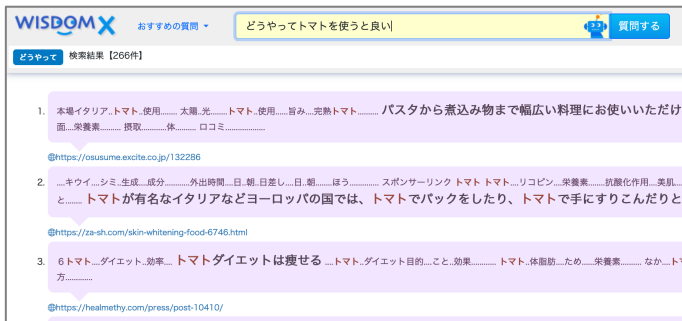 WISDOM X おすすめの質問 どうやってトマトを使うと良い 質問する
どうやって 検索結果【266件】
1. 本場イタリア..トマト..使用........ 太陽..光........トマト..使用......旨み....完熟トマト.......... パスタから煮込み物まで幅広い料理にお使いいただけ
面....栄養素......... 摂取...........体.......... 口コミ..................
https://osusume.excite.co.jp/132286
2. ....キウイ....シミ..生成....成分............外出時間....日..朝..日差し....日..朝........ほう............. スポンサーリンク トマト トマト....リコピン....栄養素........抗酸化作用....美肌...
と........ トマトが有名なイタリアなどヨーロッパの国では、トマトでパックをしたり、トマトで手にすりこんだりと
https://za-sh.com/skin-whitening-food-6746.html
3. 6トマト....ダイエット..効率.... トマトダイエットは痩せる ....トマト..ダイエット目的....こと..効果............ トマト..体脂肪....ため......栄養素......... なか....ト
方.............
https://healmethy.com/press/post-10410/